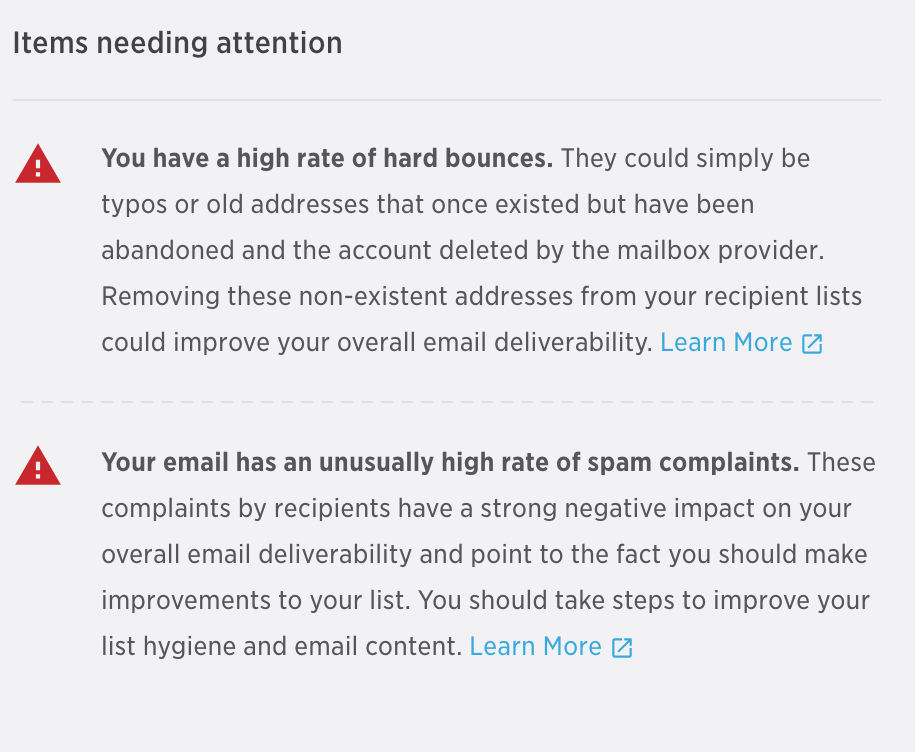 Items needing attention
You have a high rate of hard bounces. They could simply be
typos or old addresses that once existed but have been
abandoned and the account deleted by the mailbox provider.
Removing these non-existent addresses from your recipient lists
could improve your overall email deliverability. Learn More
Your email has an unusually high rate of spam complaints. These
complaints by recipients have a strong negative impact on your
overall email deliverability and point to the fact you should make
improvements to your list. You should take steps to improve your
list hygiene and email content. Learn More